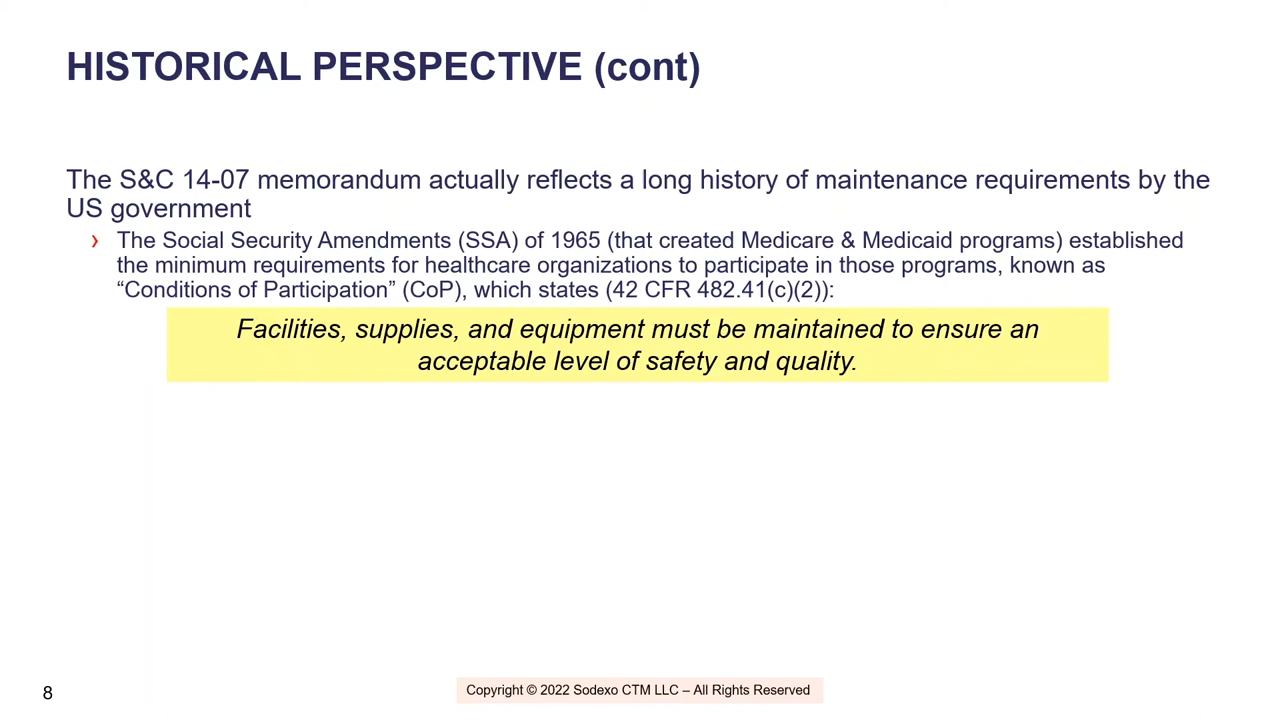 HISTORICAL PERSPECTIVE (cont)
The S&C 14-07 memorandum actually reflects a long history of maintenance requirements by the
US government
› The Social Security Amendments (SSA) of 1965 (that created Medicare & Medicaid programs) established
the minimum requirements for healthcare organizations to participate in those programs, known as
“Conditions of Participation” (CoP), which states (42 CFR 482.41(c)(2)):
Facilities, supplies, and equipment must be maintained to ensure an
acceptable level of safety and quality.
8
Copyright © 2022 Sodexo CTM LLC – All Rights Reserved